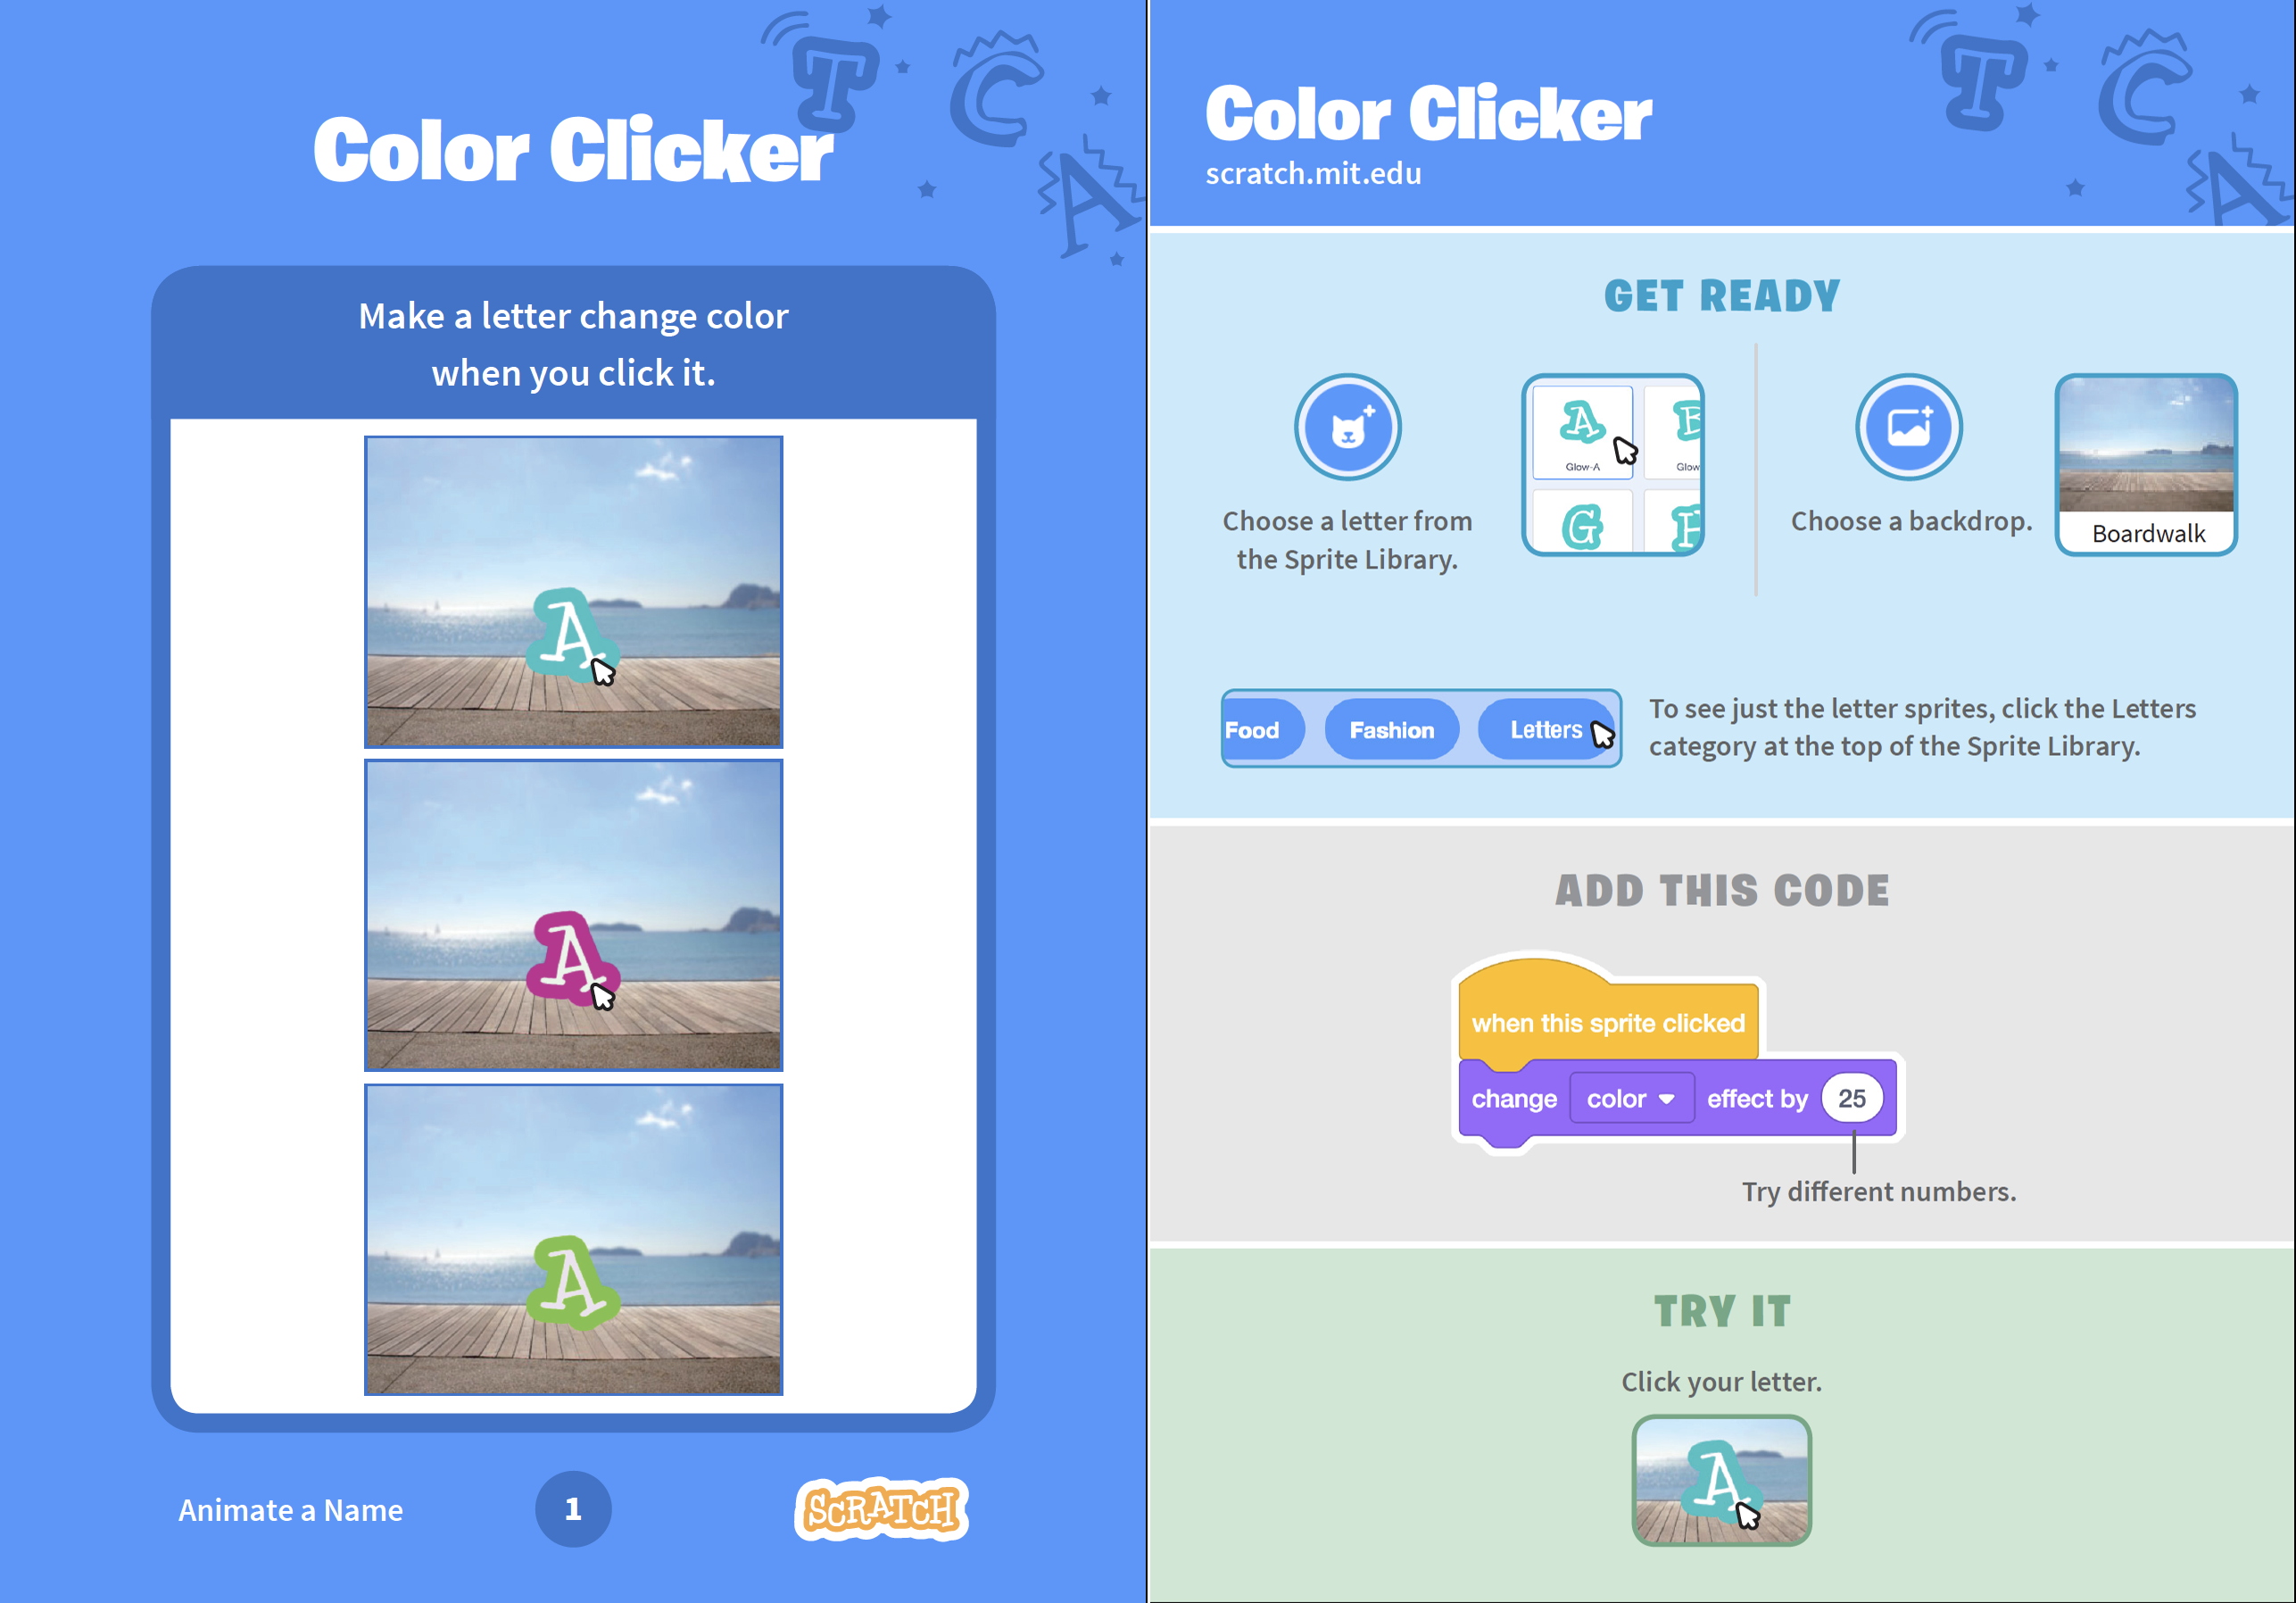 T
C
A
Color Clicker
Make a letter change color
when you click it.
A
A
A
Animate a Name
1
SCRATCH
T
C
A
Color Clicker
scratch.mit.edu
GET READY
Choose a letter from
the Sprite Library.
A
Glow-A
B
Glow
G
Choose a backdrop.
Boardwalk
Food
Fashion
Letters
To see just the letter sprites, click the Letters
category at the top of the Sprite Library.
ADD THIS CODE
when this sprite clicked
change color effect by 25
Try different numbers.
TRY IT
Click your letter.
A